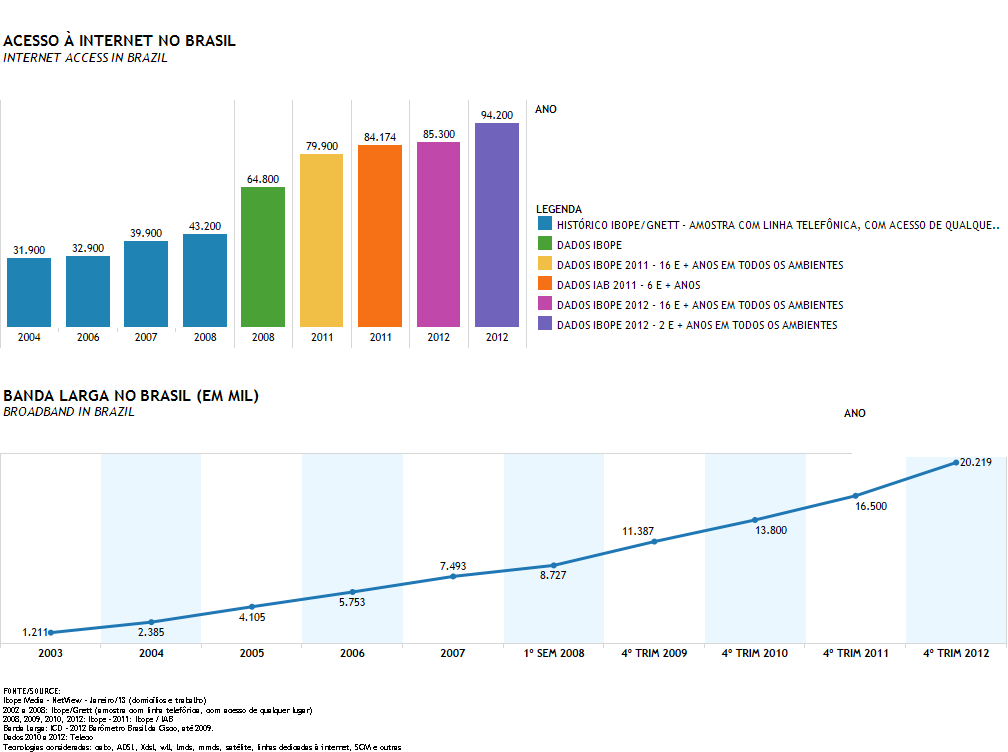 ACESSO À INTERNET NO BRASIL
INTERNET ACCESS IN BRAZIL
ANO
31.900
32.900
39.900
43.200
64.800
79.900
84.174
85.300
94.200
2004
2006
2007
2008
2008
2011
2011
2012
2012
LEGENDA
HISTÓRICO IBOPE/GNETT - AMOSTRA COM LINHA TELEFÔNICA, COM ACESSO DE QUALQUE..
DADOS IBOPE
DADOS IBOPE 2011 - 16 E + ANOS EM TODOS OS AMBIENTES
DADOS IAB 2011 - 6 E + ANOS
DADOS IBOPE 2012 - 16 E + ANOS EM TODOS OS AMBIENTES
DADOS IBOPE 2012 - 2 E + ANOS EM TODOS OS AMBIENTES
BANDA LARGA NO BRASIL (EM MIL)
BROADBAND IN BRAZIL
ANO
1.211
2.385
4.105
5.753
7.493
8.727
11.387
13.800
16.500
20.219
2003
2004
2005
2006
2007
1º SEM 2008
4º TRIM 2009
4º TRIM 2010
4º TRIM 2011
4º TRIM 2012
FONTE/SOURCE:
Ibope Media - NetView - Janeiro/13 (domicílios e trabalho)
2002 a 2008: Ibope/Gnett (amostra com linha telefônica, com acesso de qualquer lugar)
2008, 2009, 2010, 2012: Ibope - 2011: Ibope / IAB
Banda Larga: ICD - 2012 Barômetro Brasil da Cisco, até 2009.
Dados 2010 a 2012: Teleco
Tecnologias consideradas: cabo, ADSL, Xdsl, wll, lmds, mmds, satélite, linhas dedicadas à internet, SCM e outras